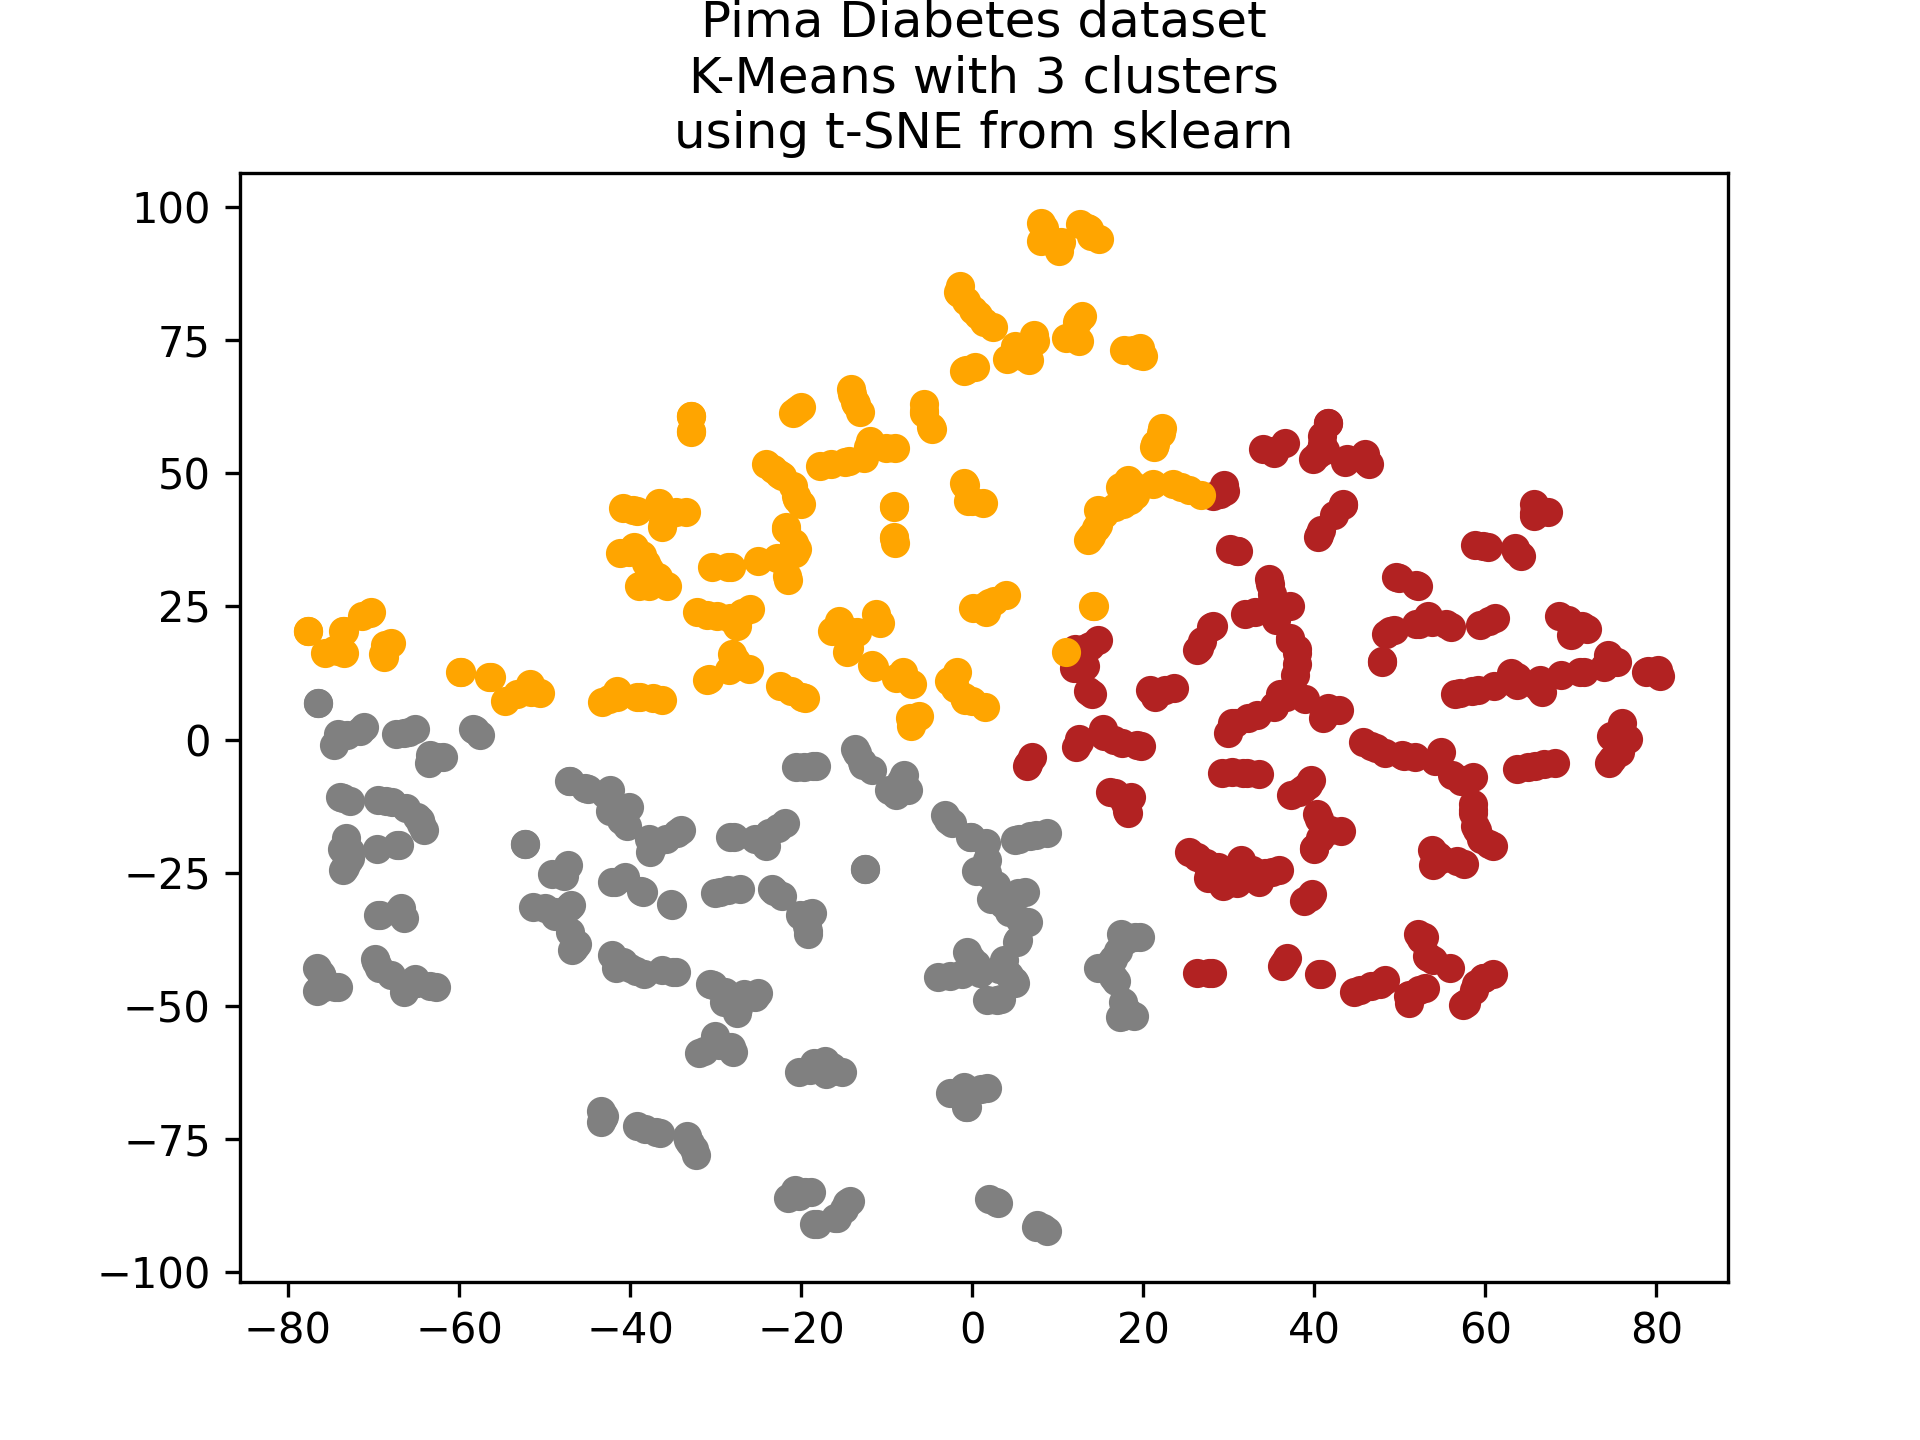 Pima Diabetes dataset
K-Means with 3 clusters
using t-SNE from sklearn
100
75
50
25
0
−25
−50
−75
−100
−80 −60 −40 −20 0 20 40 60 80